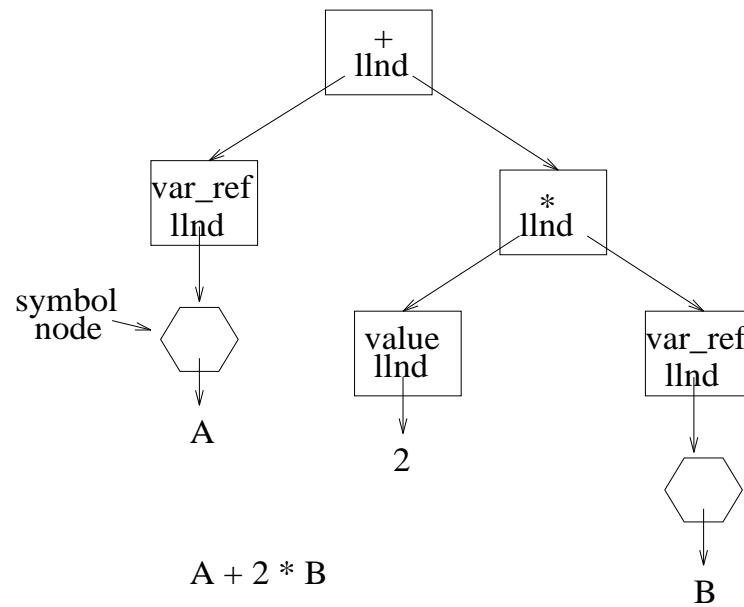 +
llnd
var_ref
llnd
*
llnd
symbol
node
value
llnd
var_ref
llnd
A
2
A + 2 * B
B